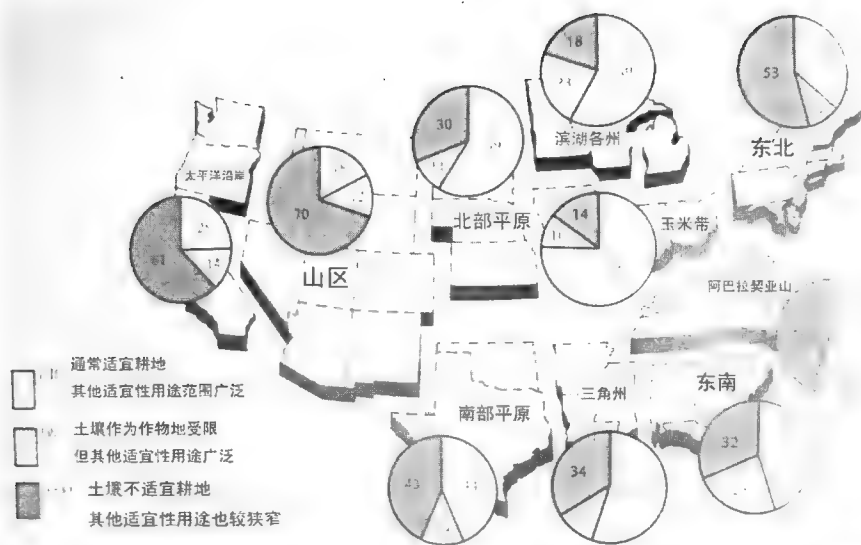 18
23
53
滨湖各州
东北
30
太平洋沿岸
70
北部平原
14
11
玉米带
61
山区
阿巴拉契亚山
通常适宜耕地
其他适宜性用途范围广泛
土壤作为作物地受限
但其他适宜性用途广泛
土壤不适宜耕地
其他适宜性用途也较狭窄
南部平原
三角州
东南
43
34
32